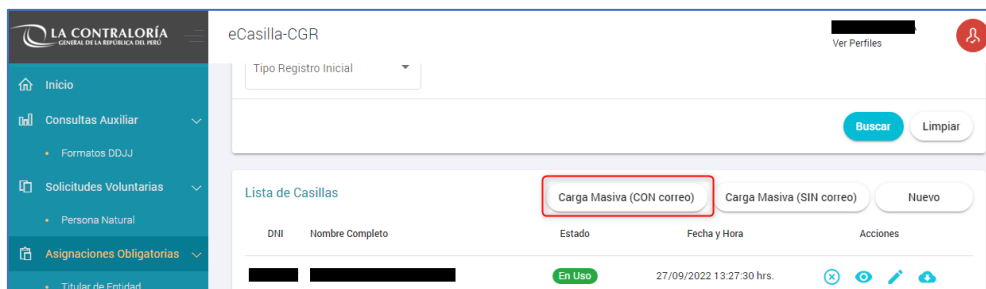 LA CONTRALORÍA
GENERAL DE LA REPÚBLICA DEL PERÚ
eCasilla-CGR
Ver Perfiles
Tipo Registro Inicial
Inicio
Consultas Auxiliar
Formatos DDJJ
Solicitudes Voluntarias
Persona Natural
Asignaciones Obligatorias
Titular de Entidad
Buscar
Limpiar
Lista de Casillas
Carga Masiva (CON correo)
Carga Masiva (SIN correo)
Nuevo
DNI Nombre Completo Estado Fecha y Hora Acciones
En Uso 27/09/2022 13:27:30 hrs.